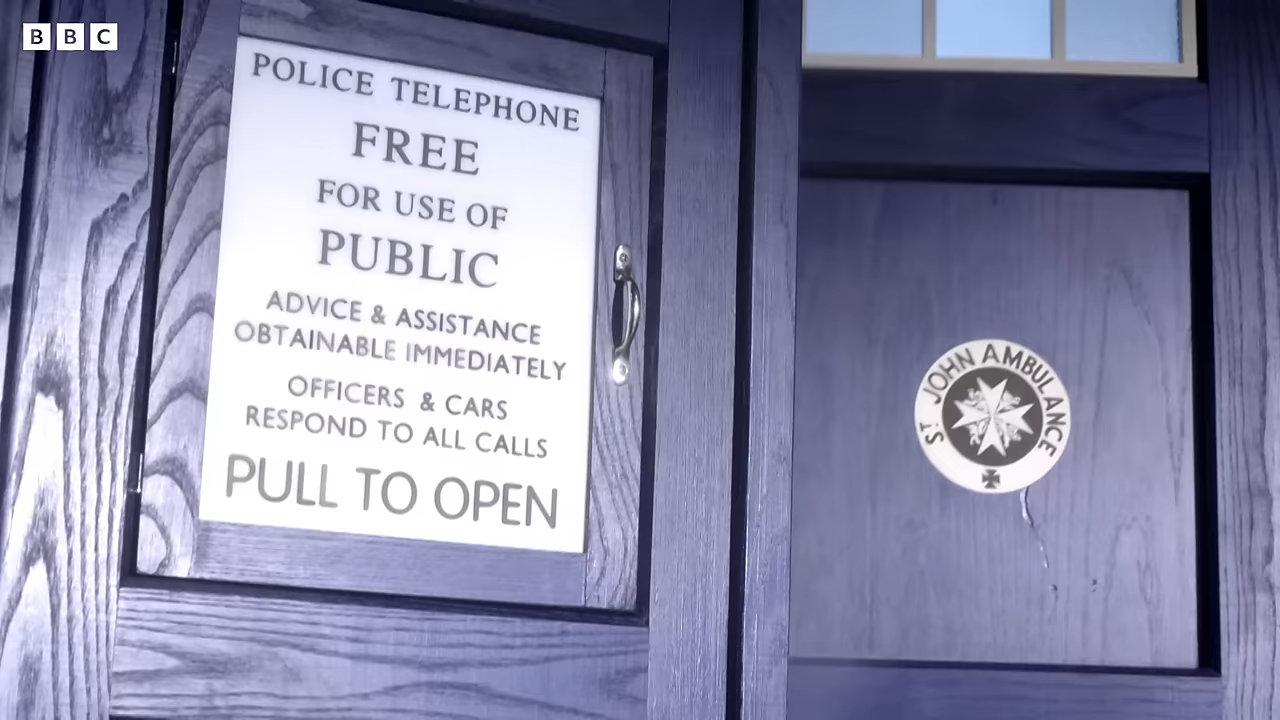 BBC
POLICE TELEPHONE
FREE
FOR USE OF
PUBLIC
ADVICE & ASSISTANCE
OBTAINABLE IMMEDIATELY
OFFICERS & CARS
RESPOND TO ALL CALLS
PULL TO OPEN
ST JOHN AMBULANCE